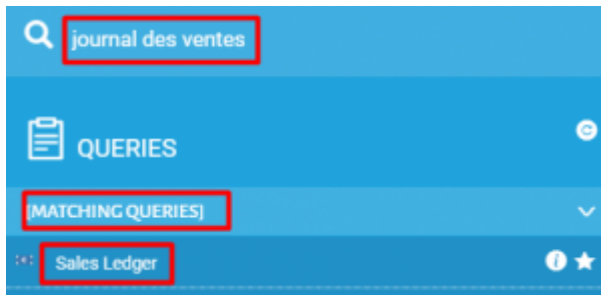 journal des ventes
QUERIES
[MATCHING QUERIES]
Sales Ledger